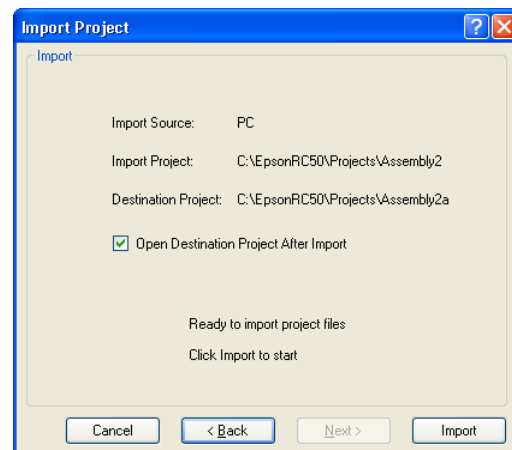 Import Project
Import
Import Source: PC
Import Project: C:\EpsonRC50\Projects\Assembly2
Destination Project: C:\EpsonRC50\Projects\Assembly2a
Open Destination Project After Import
Ready to import project files
Click Import to start
Cancel < Back Next > Import